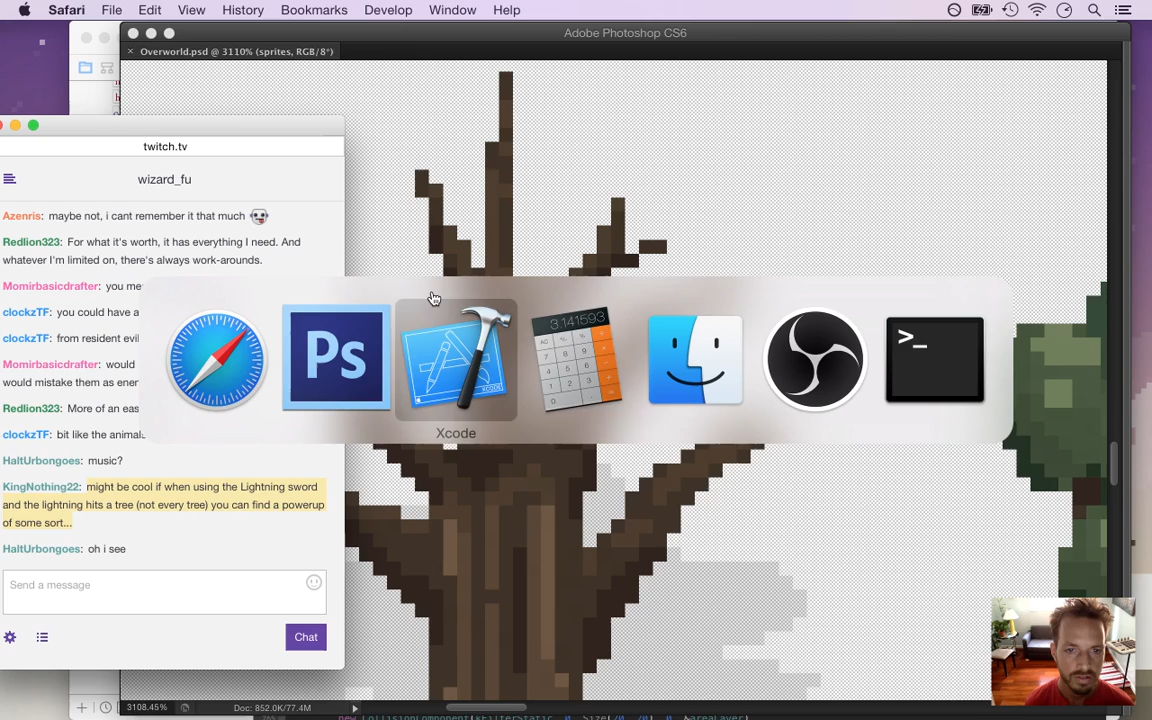 Safari File Edit View History Bookmarks Develop Window Help
Adobe Photoshop CS6
× Overworld.psd @ 3110% (sprites, RGB/8*)
twitch.tv
wizard_fu
Azenris: maybe not, i cant remember it that much
Redlion323: For what it's worth, it has everything I need. And
whatever I'm limited on, there's always work-arounds.
Momirbasicdrafter: you me
clockzTF: you could have a
clockzTF: from resident evil
Momirbasicdrafter: would
would mistake them as ene
Redlion323: More of an eas
clockzTF: bit like the animal
HaltUrbongoes: music?
KingNothing22: might be cool if when using the Lightning sword
and the lightning hits a tree (not every tree) you can find a powerup
of some sort...
HaltUrbongoes: oh i see
Send a message
Chat
Ps
3.141593
>_
Xcode
3108.45% Doc: 852.0K/77.4M